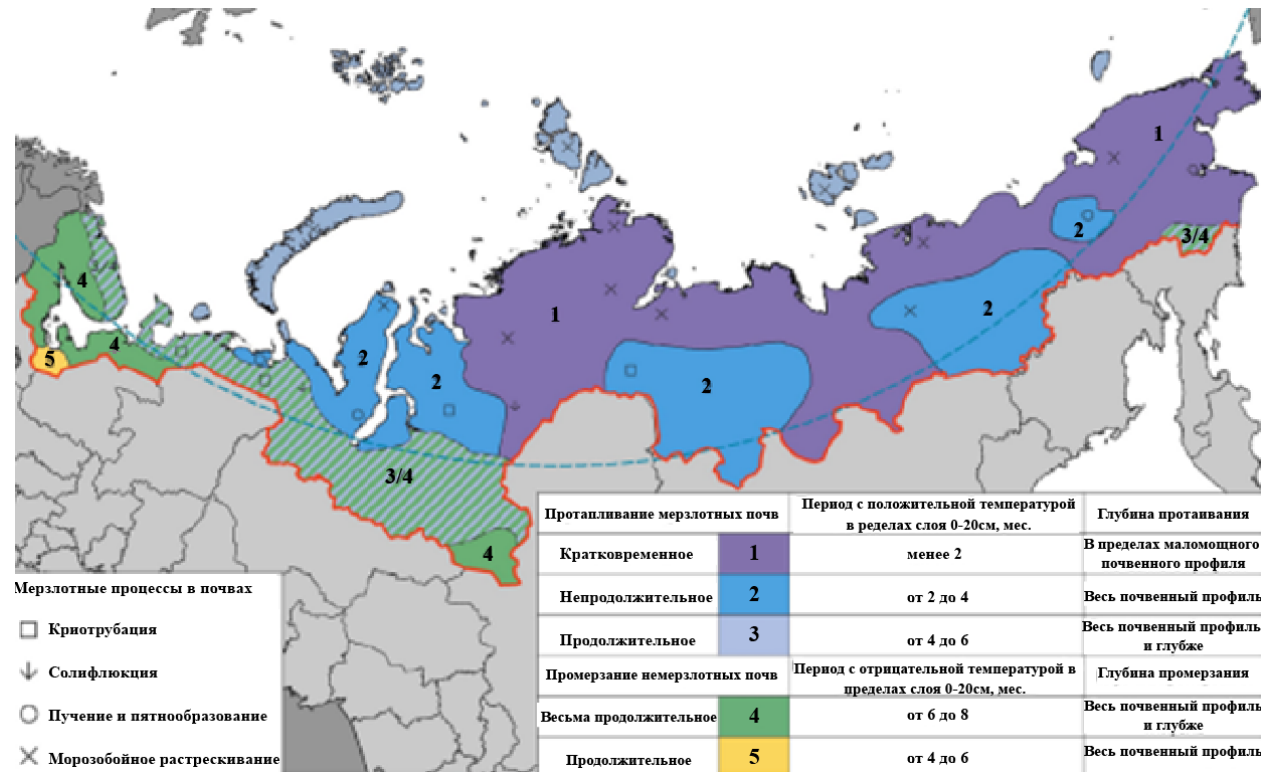 1
2
3/4
4
1
2
2
4
2
2
5
3/4
4
Мерзлотные процессы в почвах
Криотрубация
Солифлюкция
Пучение и пятнообразование
Морозобойное растрескивание
Протапливание мерзлотных почв
Период с положительной температурой
в ределах слоя 0-20см, мес.
Глубина протаивания
Кратковременное
1
менее 2
В пределах маломощного
почвенного профиля
Непродолжительное
2
от 2 до 4
Весь почвенный профиль
Продолжительное
3
от 4 до 6
Весь почвенный профиль
и глубже
Промерзание немерзлотных почв
Период с отрицательной температурой в
пределах слоя 0-20см, мес.
Глубина промерзания
Весьма продолжительное
4
от 6 до 8
Весь почвенный профиль
и глубже
Продолжительное
5
от 4 до 6
Весь почвенный профиль